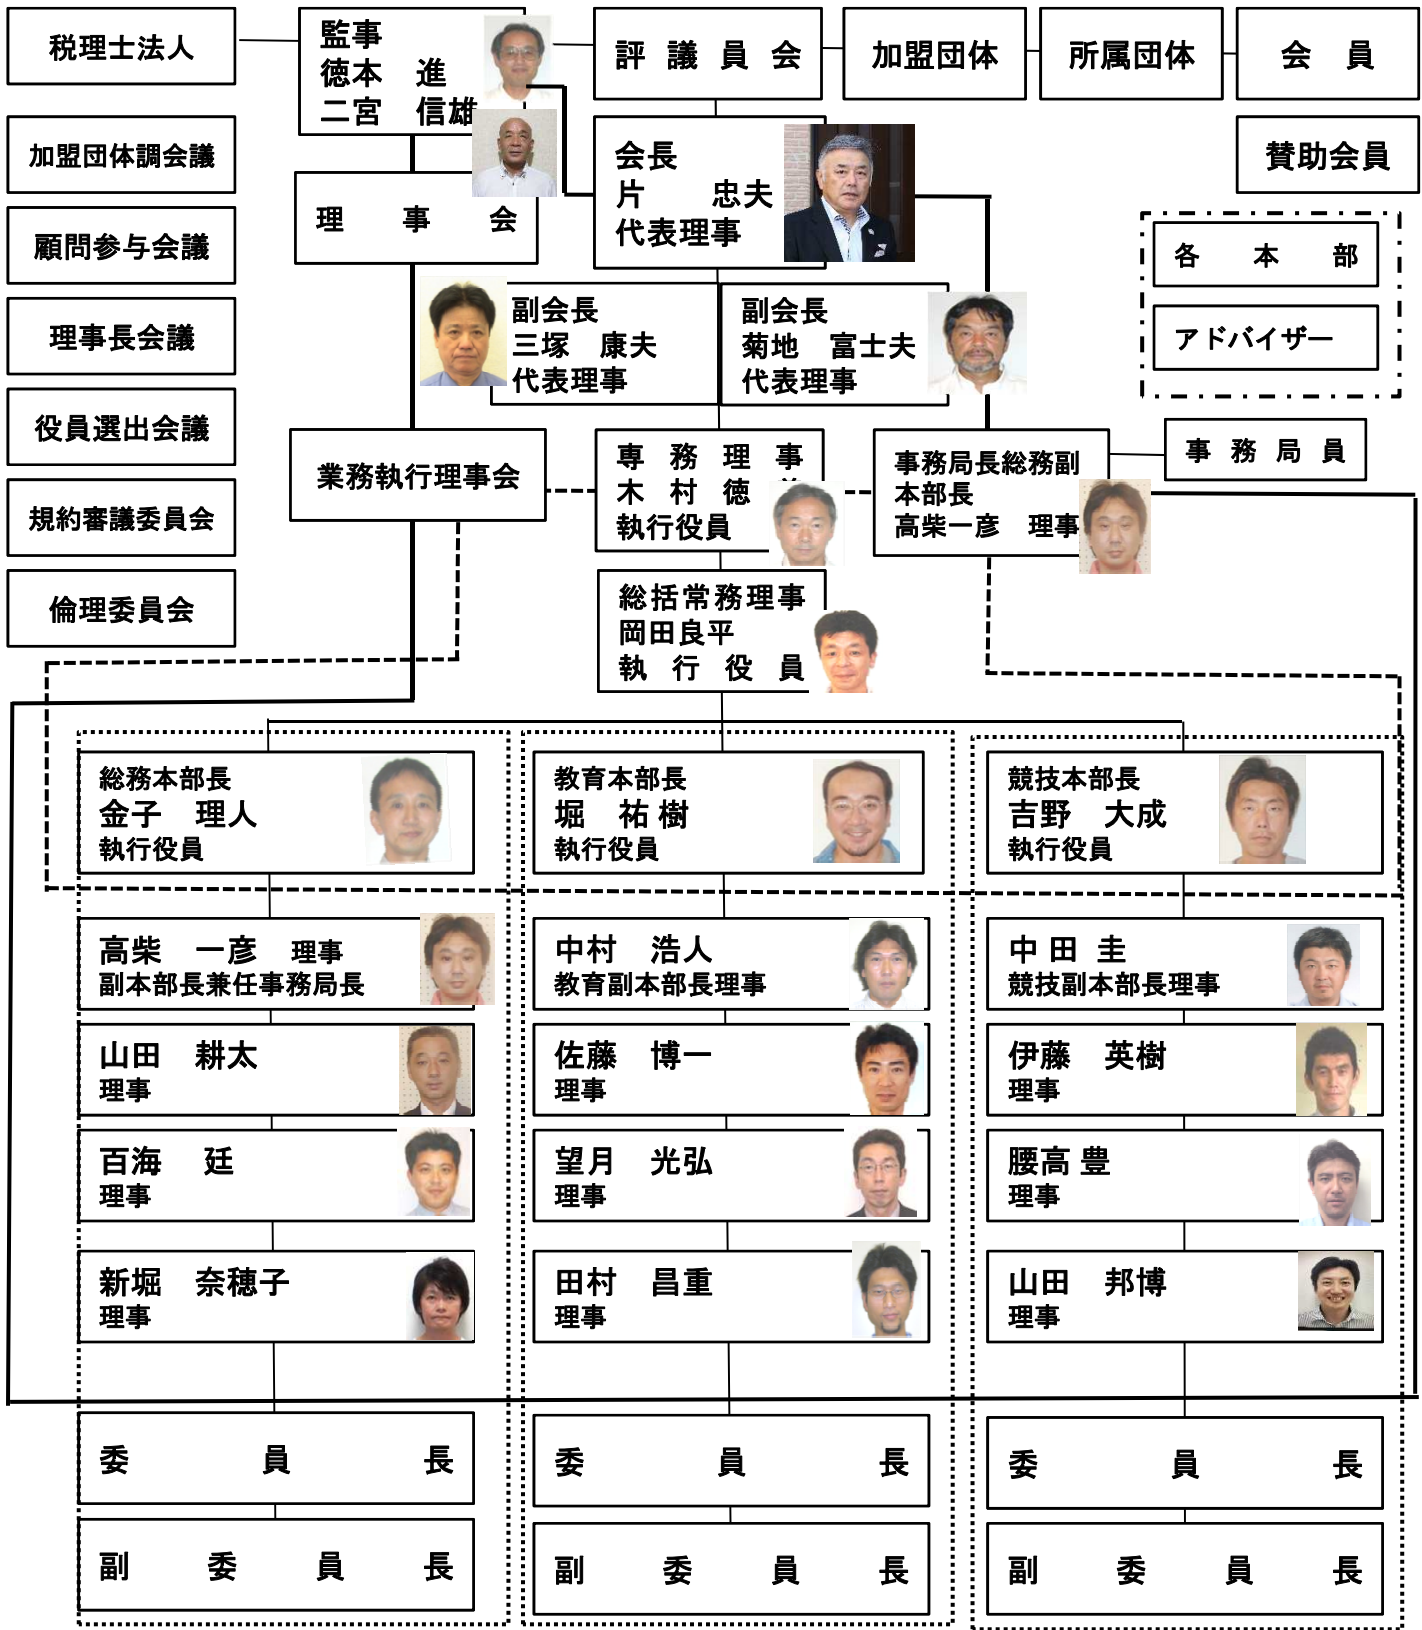 税理士法人
監事
徳本 進
二宮 信雄
評議員会
加盟団体
所属団体
会員
加盟団体調会議
顧問参与会議
理事長会議
役員選出会議
規約審議委員会
倫理委員会
理事会
会長
片 忠夫
代表理事
賛助会員
各本部
アドバイザー
副会長
三塚 康夫
代表理事
副会長
菊地 富士夫
代表理事
業務執行理事会
専務理事
木村徳
執行役員
事務局長総務副
本部長
高柴一彦 理事
事務局員
総括常務理事
岡田良平
執行役員
総務本部長
金子 理人
執行役員
教育本部長
堀 祐樹
執行役員
競技本部長
吉野 大成
執行役員
高柴 一彦 理事
副本部長兼任事務局長
中村 浩人
教育副本部長理事
中田圭
競技副本部長理事
山田 耕太
理事
佐藤 博一
理事
伊藤 英樹
理事
百海 廷
理事
望月 光弘
理事
腰高 豊
理事
新堀 奈穂子
理事
田村 昌重
理事
山田 邦博
理事
委員長
委員長
委員長
副委員長
副委員長
副委員長